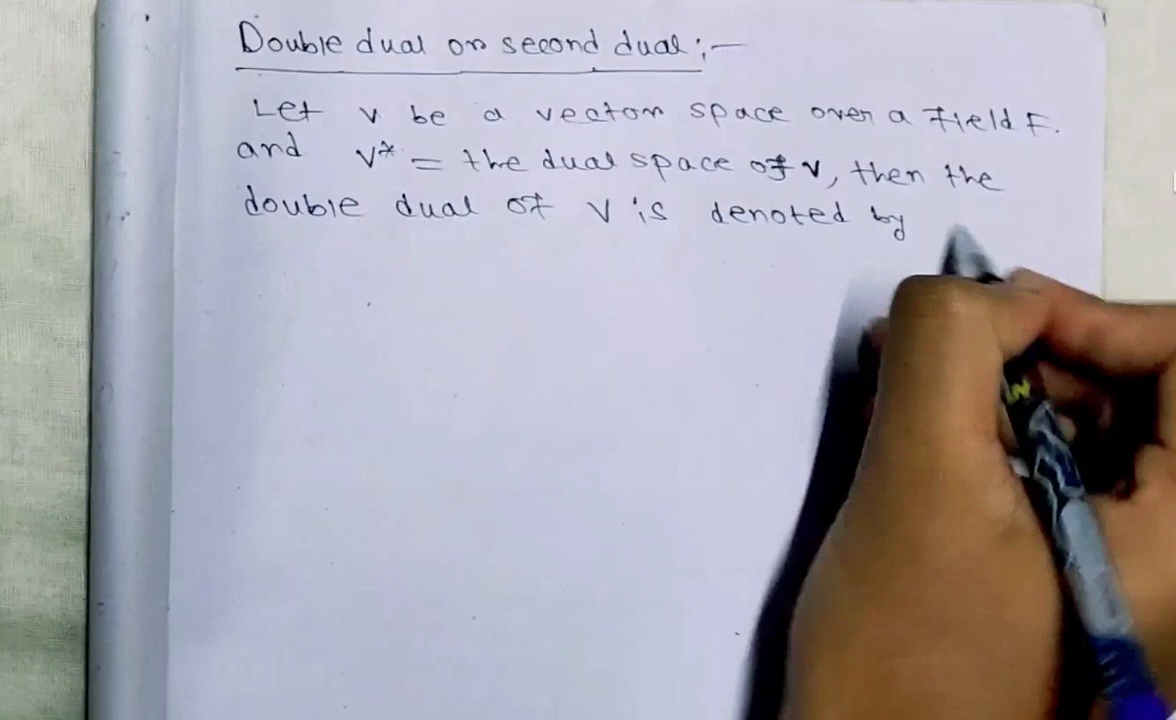 Double dual or second dual :-
Let V be a vector space over a field F.
and V* = the dual space of V, then the
double dual of V is denoted by